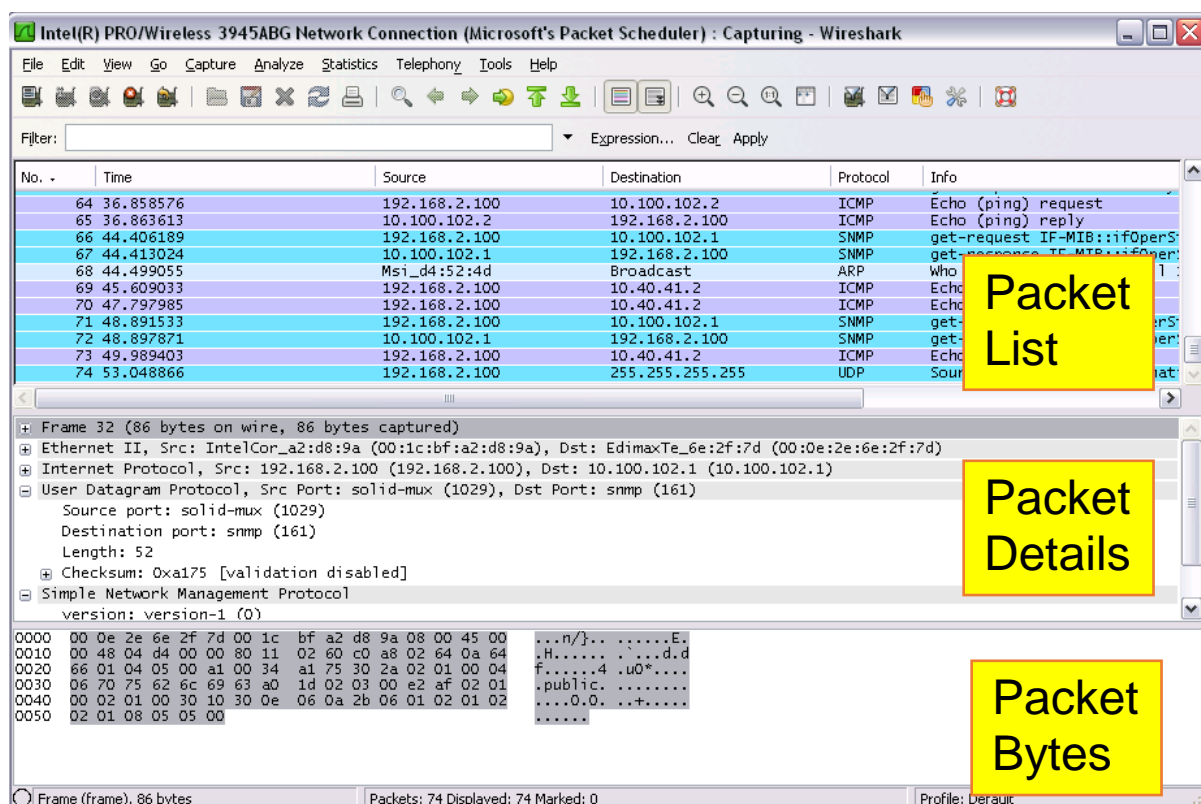 Intel(R) PRO/Wireless 3945ABG Network Connection (Microsoft's Packet Scheduler) : Capturing - Wireshark
File Edit View Go Capture Analyze Statistics Telephony Tools Help
Filter: Expression... Clear Apply
No. Time Source Destination Protocol Info
64 36.858576 192.168.2.100 10.100.102.2 ICMP Echo (ping) request
65 36.863613 10.100.102.2 192.168.2.100 ICMP Echo (ping) reply
66 44.406189 192.168.2.100 10.100.102.1 SNMP get-request IF-MIB::ifOperS
67 44.413024 10.100.102.1 192.168.2.100 SNMP
68 44.499055 Msi_d4:52:4d Broadcast ARP Who
69 45.609033 192.168.2.100 10.40.41.2 ICMP Echo
70 47.797985 192.168.2.100 10.40.41.2 ICMP Echo
71 48.891533 192.168.2.100 10.100.102.1 SNMP get-
72 48.897871 10.100.102.1 192.168.2.100 SNMP get-
73 49.989403 192.168.2.100 10.40.41.2 ICMP Echo
74 53.048866 192.168.2.100 255.255.255.255 UDP Sour
Packet
List
Frame 32 (86 bytes on wire, 86 bytes captured)
Ethernet II, Src: IntelCor_a2:d8:9a (00:1c:bf:a2:d8:9a), Dst: EdimaxTe_6e:2f:7d (00:0e:2e:6e:2f:7d)
Internet Protocol, Src: 192.168.2.100 (192.168.2.100), Dst: 10.100.102.1 (10.100.102.1)
User Datagram Protocol, Src Port: solid-mux (1029), Dst Port: snmp (161)
Source port: solid-mux (1029)
Destination port: snmp (161)
Length: 52
Checksum: 0xa175 [validation disabled]
Simple Network Management Protocol
version: version-1 (0)
Packet
Details
0000 00 0e 2e 6e 2f 7d 00 1c bf a2 d8 9a 08 00 45 00 ...n/}.. ......E.
0010 00 48 04 d4 00 00 80 11 02 60 c0 a8 02 64 0a 64 .H...... .`...d.d
0020 66 01 04 05 00 a1 00 34 a1 75 30 2a 02 01 00 04 f......4 .u0*....
0030 06 70 75 62 6c 69 63 a0 1d 02 03 00 e2 af 02 01 .public. ........
0040 00 02 01 00 30 10 30 0e 06 0a 2b 06 01 02 01 02 ....0.0. ..+.....
0050 02 01 08 05 05 00 ......
Packet
Bytes
Frame (frame), 86 bytes Packets: 74 Displayed: 74 Marked: 0 Profile: Default